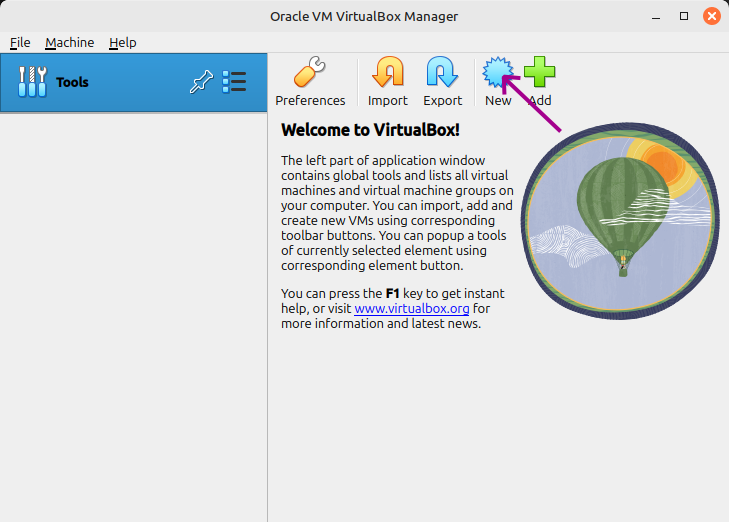 Oracle VM VirtualBox Manager
File Machine Help
Tools
Preferences Import Export New Add
Welcome to VirtualBox!
The left part of application window
contains global tools and lists all virtual
machines and virtual machine groups on
your computer. You can import, add and
create new VMs using corresponding
toolbar buttons. You can popup a tools
of currently selected element using
corresponding element button.
You can press the F1 key to get instant
help, or visit www.virtualbox.org for
more information and latest news.